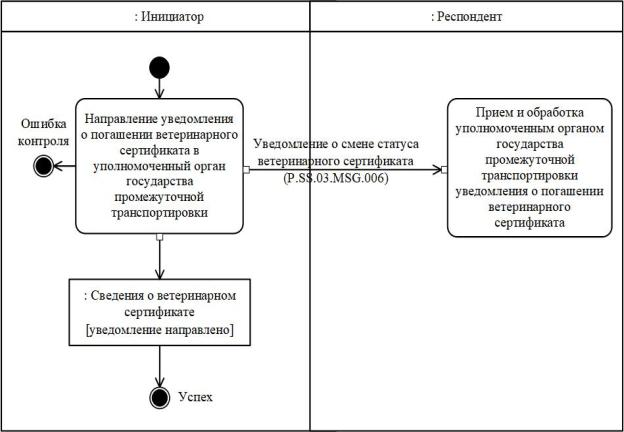 : Инициатор
: Респондент
Ошибка
контроля
Направление уведомления
о погашении ветеринарного
сертификата в
уполномоченный орган
государства
промежуточной
транспортировки
Уведомление о смене статуса
ветеринарного сертификата
(P.SS.03.MSG.006)
Прием и обработка
уполномоченным органом
государства
промежуточной
транспортировки
уведомления о погашении
ветеринарного
сертификата
: Сведения о ветеринарном
сертификате
[уведомление направлено]
Успех